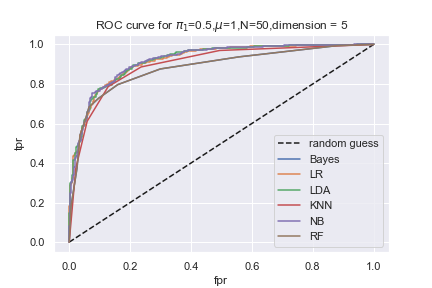 ROC curve for π₁=0.5,μ=1,N=50,dimension = 5
tpr
1.0
0.8
0.6
0.4
0.2
0.0
random guess
Bayes
LR
LDA
KNN
NB
RF
0.0 0.2 0.4 0.6 0.8 1.0
fpr